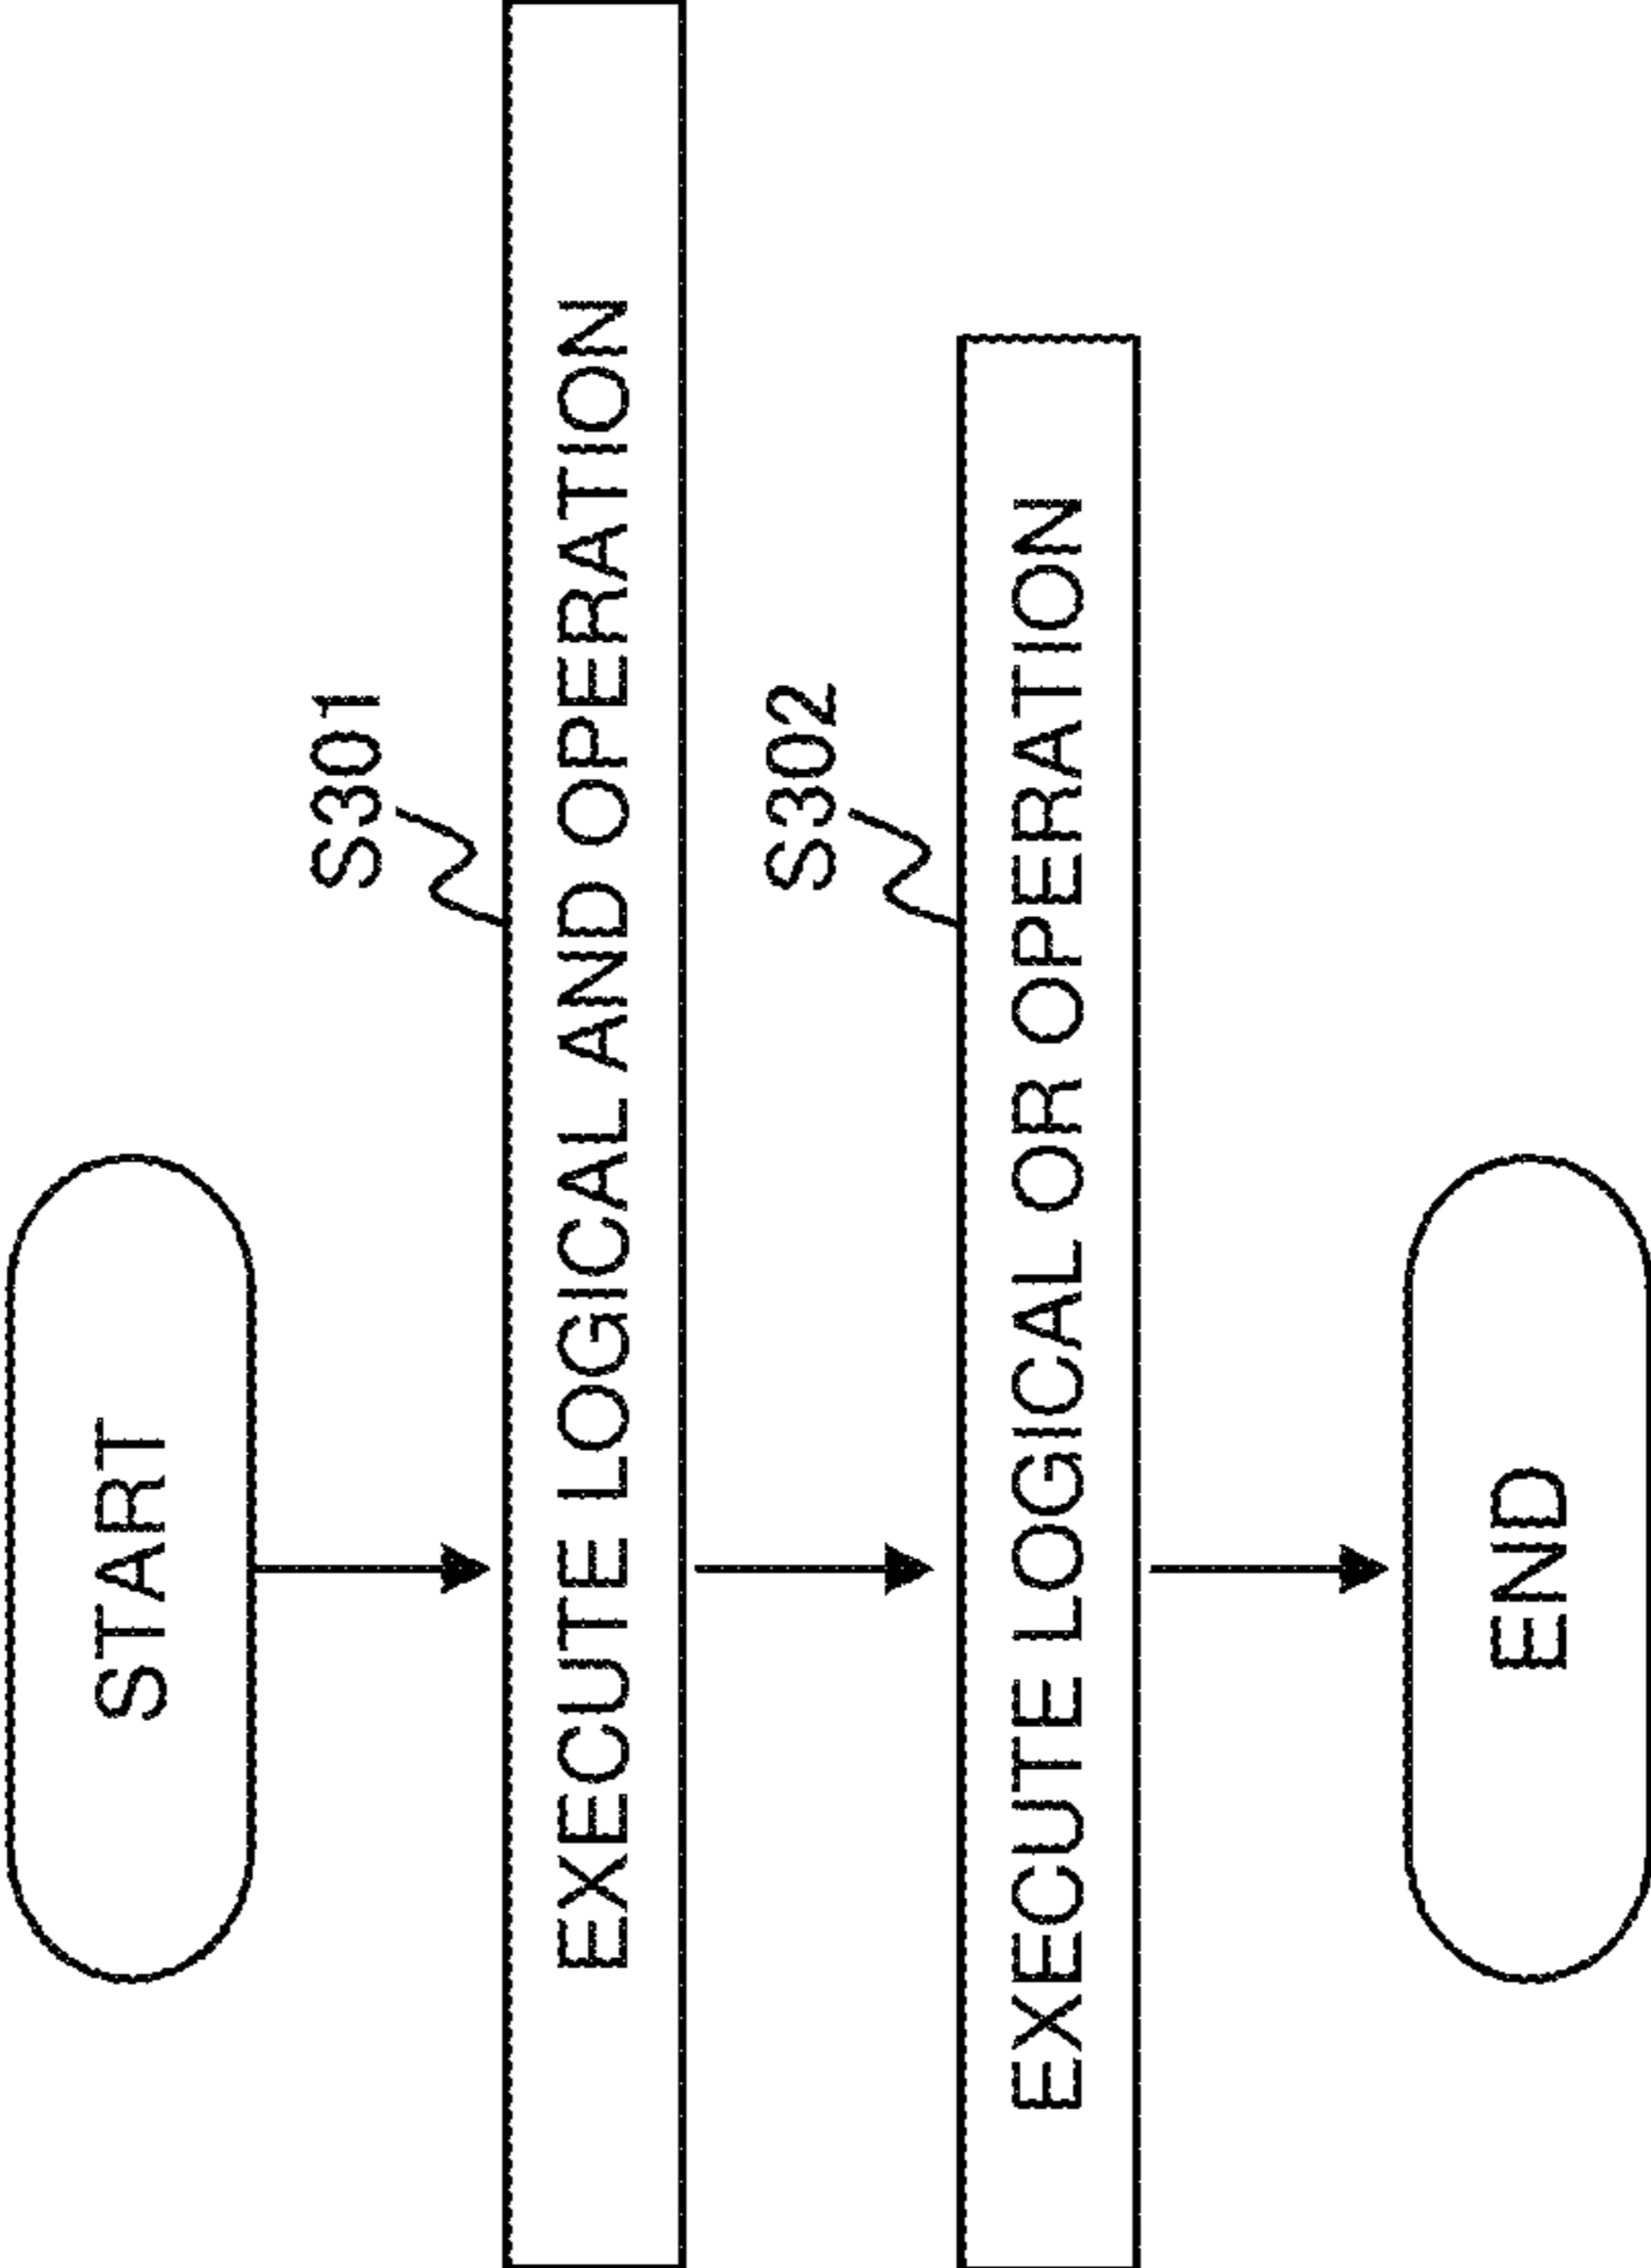 START
S301
EXECUTE LOGICAL AND OPERATION
S302
EXECUTE LOGICAL OR OPERATION
END